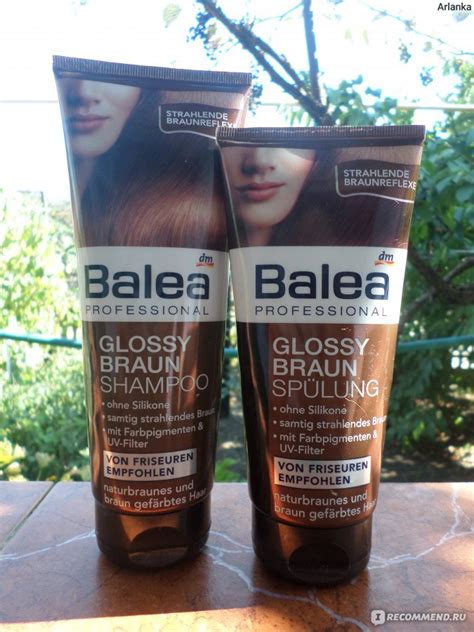 Arlanka
STRAHLENDE
BRAUNREFLEXE
dm
Balea
PROFESSIONAL
GLOSSY
BRAUN
SHAMPOO
• ohne Silikone
• samtig strahlendes Braun
• mit Farbpigmenten &
UV-Filter
VON FRISEUREN
EMPFOHLEN
naturbraunes und
braun gefärbtes Haar
STRAHLENDE
BRAUNREFLEXE
dm
Balea
PROFESSIONAL
GLOSSY
BRAUN
SPÜLUNG
• ohne Silikone
• samtig strahlendes Braun
• mit Farbpigmenten &
UV-Filter
VON FRISEUREN
EMPFOHLEN
naturbraunes und
braun gefärbtes Haar
I RECOMMEND.RU